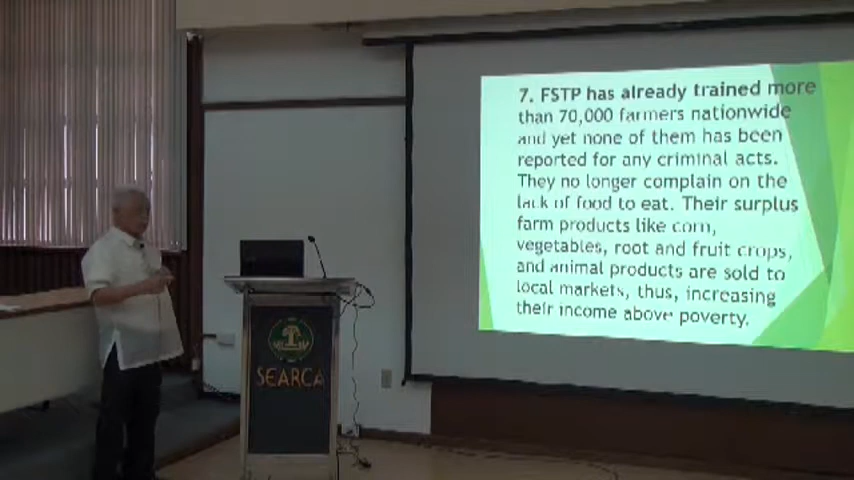 7. FSTP has already trained more
than 70,000 farmers nationwide
and yet none of them has been
reported for any criminal acts.
They no longer complain on the
lack of food to eat. Their surplus
farm products like corn,
vegetables, root and fruit crops,
and animal products are sold to
local markets, thus, increasing
their income above poverty.
SEARCA